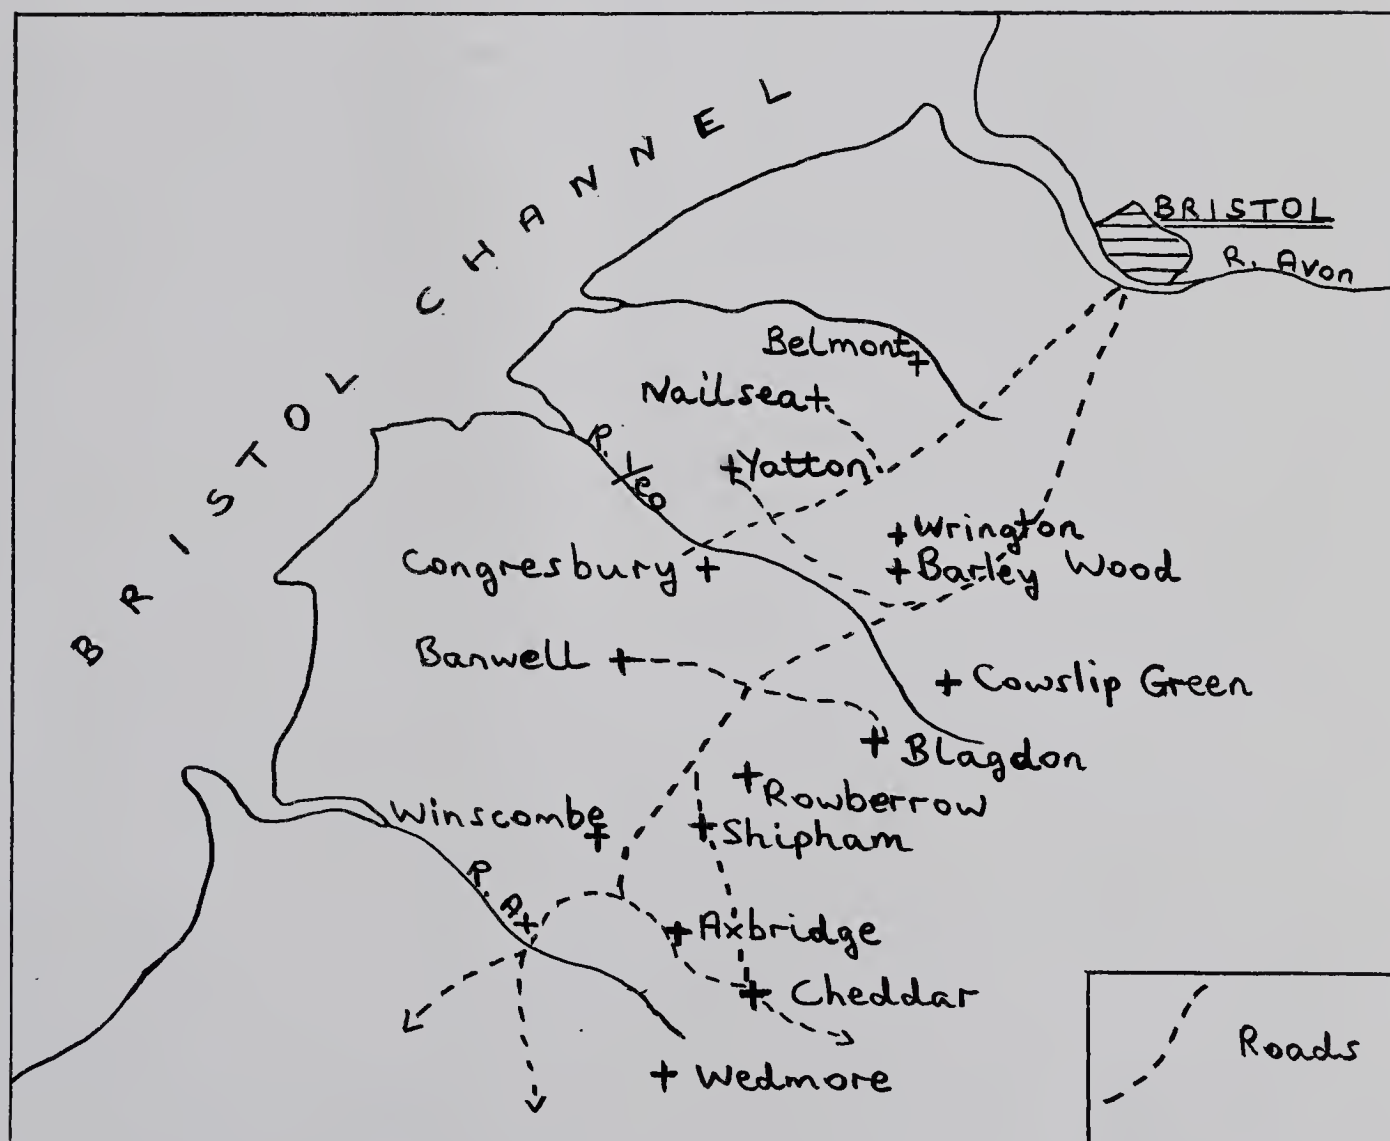 BRISTOL CHANNEL
BRISTOL
R. Avon
Belmont
Nailsea
Yatton
R. Yeo
Wrington
Congresbury
Barley Wood
Banwell
Cowslip Green
Blagdon
Rowberrow
Winscombe
Shipham
R. Ax
Axbridge
Cheddar
Wedmore
Roads